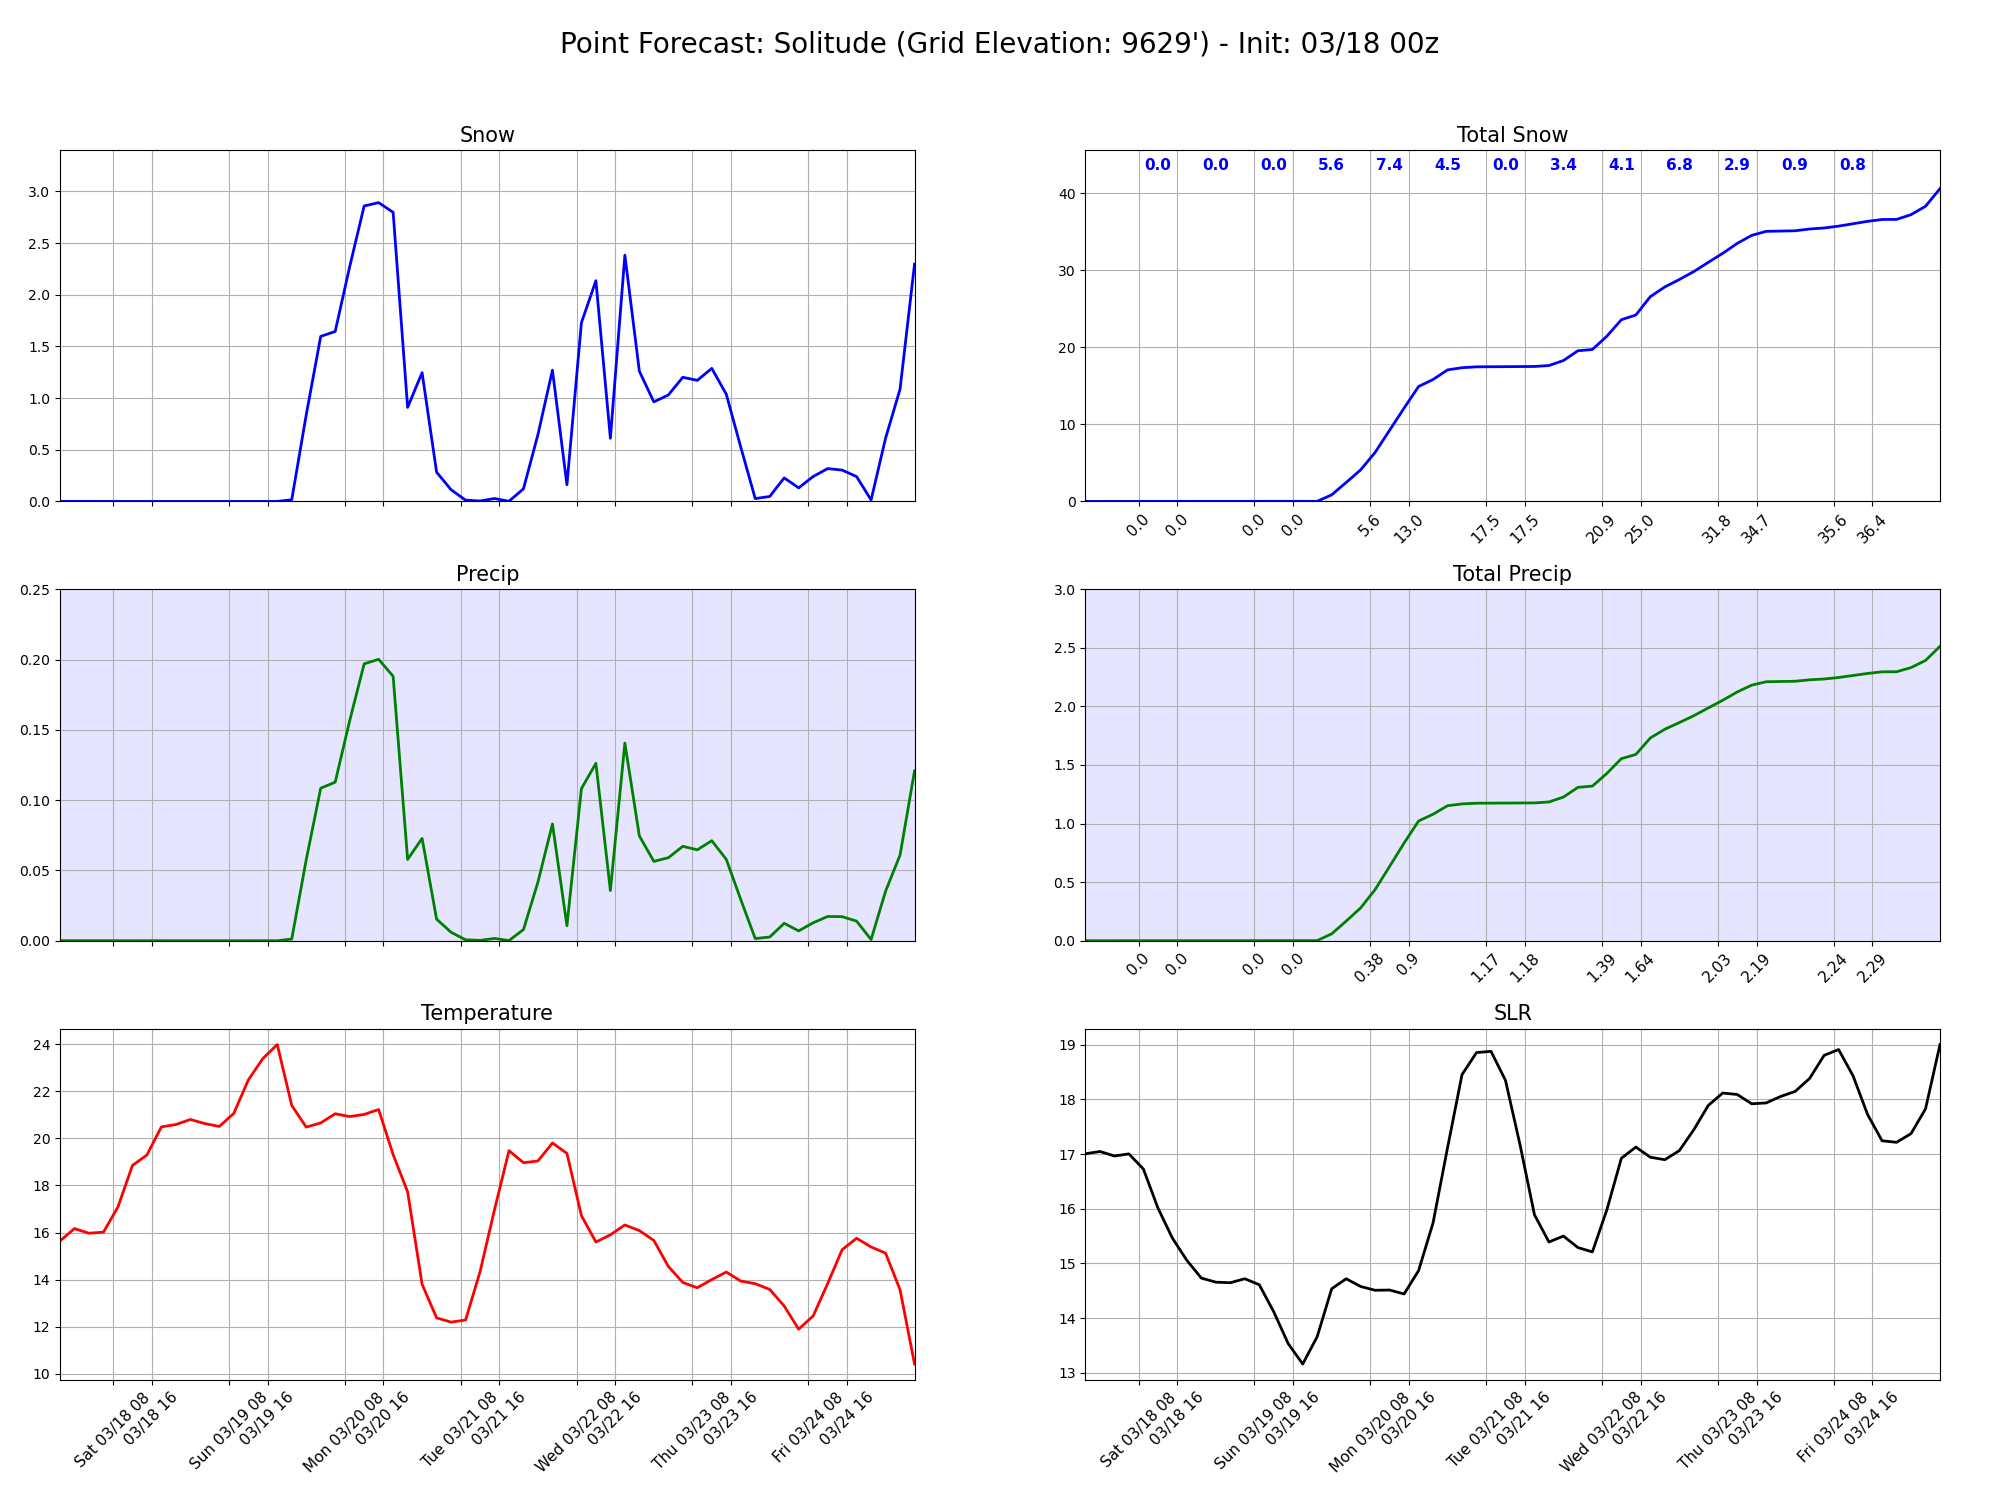 Point Forecast: Solitude (Grid Elevation: 9629') - Init: 03/18 00z
Snow
3.0
2.5
2.0
1.5
1.0
0.5
0.0
Total Snow
0.0 0.0 0.0 5.6 7.4 4.5 0.0 3.4 4.1 6.8 2.9 0.9 0.8
40
30
20
10
0
0.0 0.0 0.0 0.0 5.6 13.0 17.5 17.5 20.9 25.0 31.8 34.7 35.6 36.4
Precip
0.25
0.20
0.15
0.10
0.05
0.00
Total Precip
3.0
2.5
2.0
1.5
1.0
0.5
0.0
0.0 0.0 0.0 0.0 0.38 0.9 1.17 1.18 1.39 1.64 2.03 2.19 2.24 2.29
Temperature
24
22
20
18
16
14
12
10
Sat 03/18 08
03/18 16
Sun 03/19 08
03/19 16
Mon 03/20 08
03/20 16
Tue 03/21 08
03/21 16
Wed 03/22 08
03/22 16
Thu 03/23 08
03/23 16
Fri 03/24 08
03/24 16
SLR
19
18
17
16
15
14
13
Sat 03/18 08
03/18 16
Sun 03/19 08
03/19 16
Mon 03/20 08
03/20 16
Tue 03/21 08
03/21 16
Wed 03/22 08
03/22 16
Thu 03/23 08
03/23 16
Fri 03/24 08
03/24 16